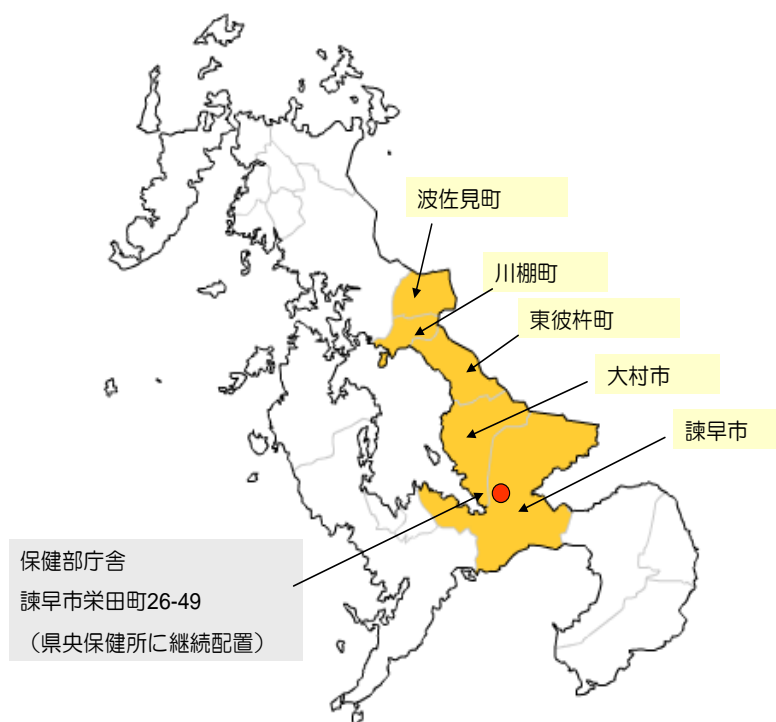 波佐見町
川棚町
東彼杵町
大村市
諫早市
保健部庁舎
諫早市栄田町26-49
（県央保健所に継続配置）